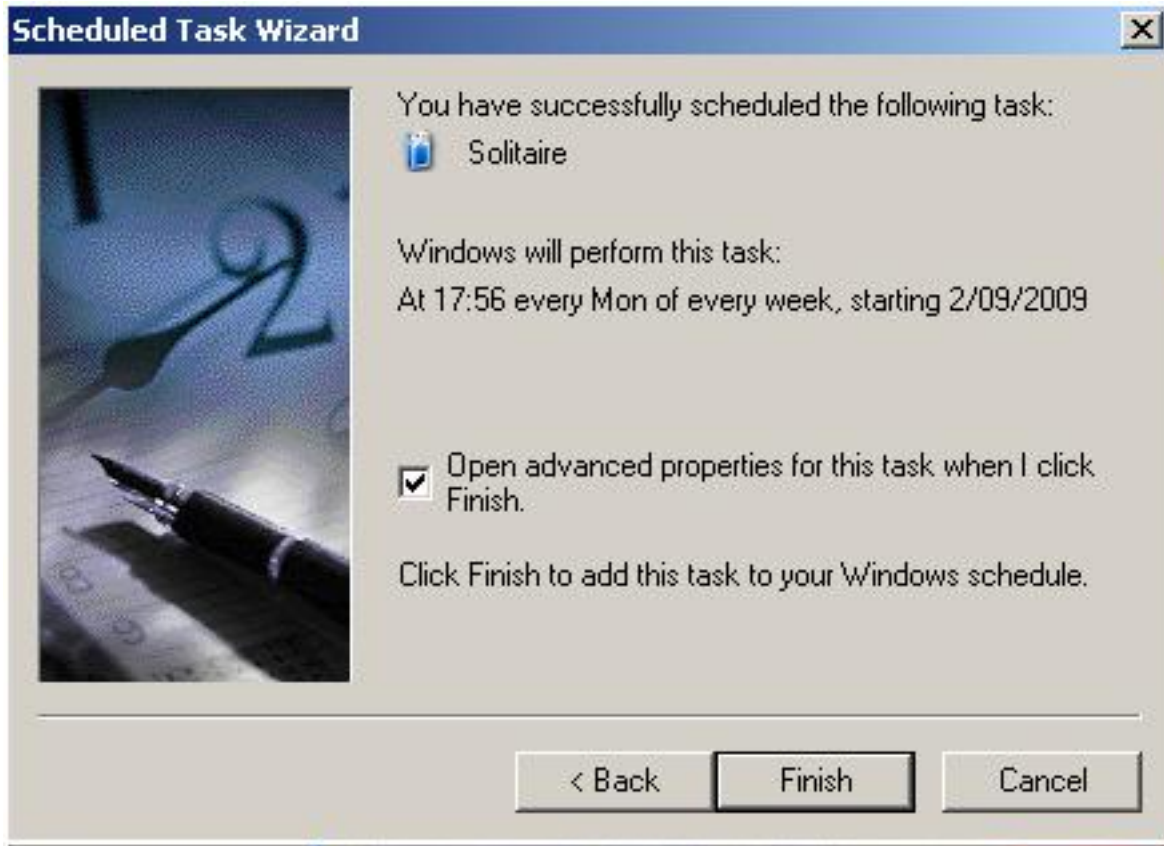 Scheduled Task Wizard
You have successfully scheduled the following task:
Solitaire
Windows will perform this task:
At 17:56 every Mon of every week, starting 2/09/2009
Open advanced properties for this task when I click
Finish.
Click Finish to add this task to your Windows schedule.
< Back
Finish
Cancel